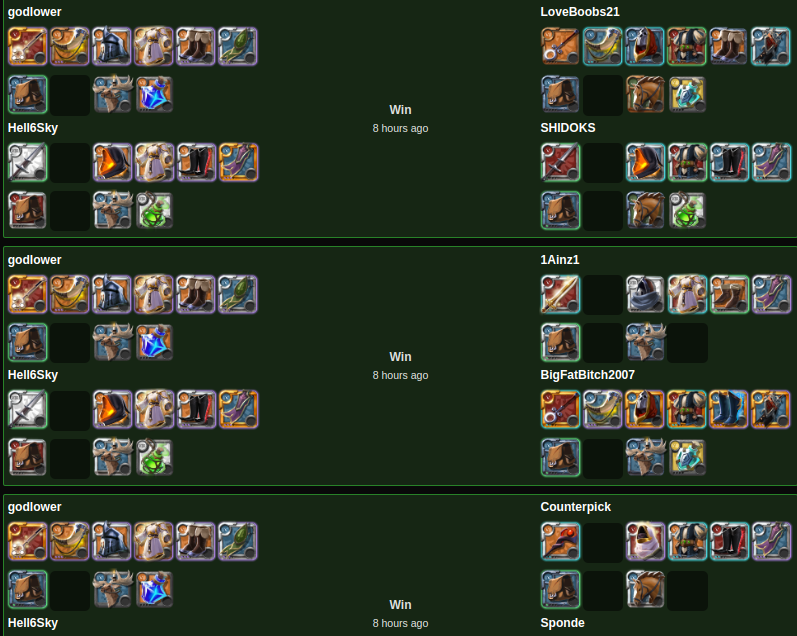 godlower
LoveBoobs21
Win
8 hours ago
Hell6Sky
SHIDOKS
godlower
1Ainz1
Win
8 hours ago
Hell6Sky
BigFatBitch2007
godlower
Counterpick
Win
8 hours ago
Hell6Sky
Sponde